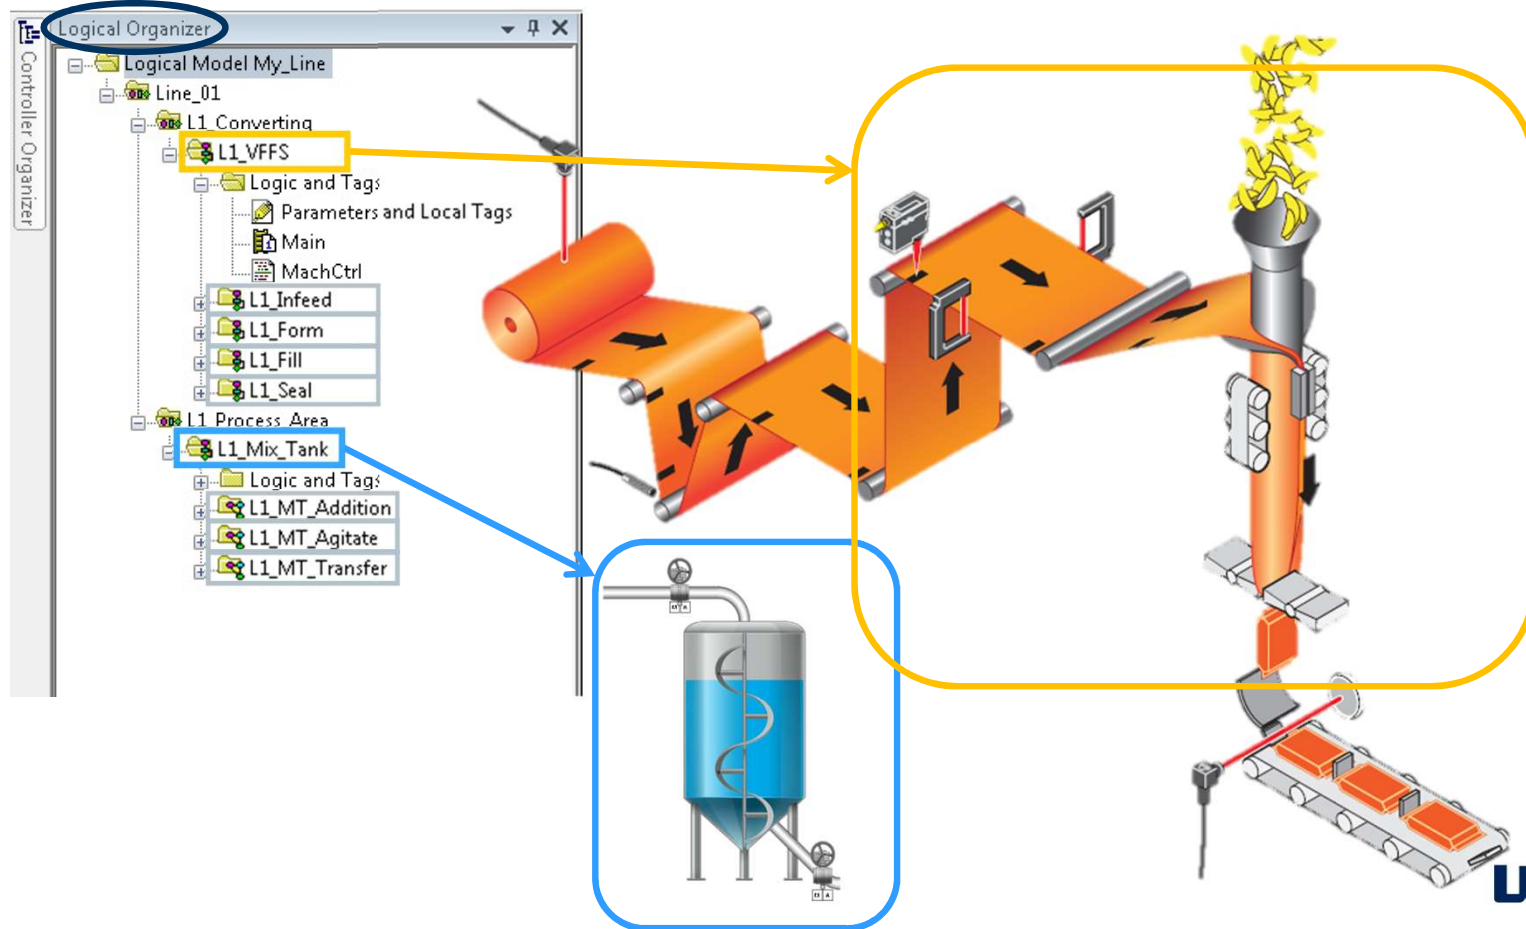 Logical Organizer
Controller Organizer
Logical Model My_Line
Line_01
L1_Converting
L1_VFFS
Logic and Tags
Parameters and Local Tags
Main
MachCtrl
L1_Infeed
L1_Form
L1_Fill
L1_Seal
L1_Process_Area
L1_Mix_Tank
Logic and Tags
L1_MT_Addition
L1_MT_Agitate
L1_MT_Transfer
U